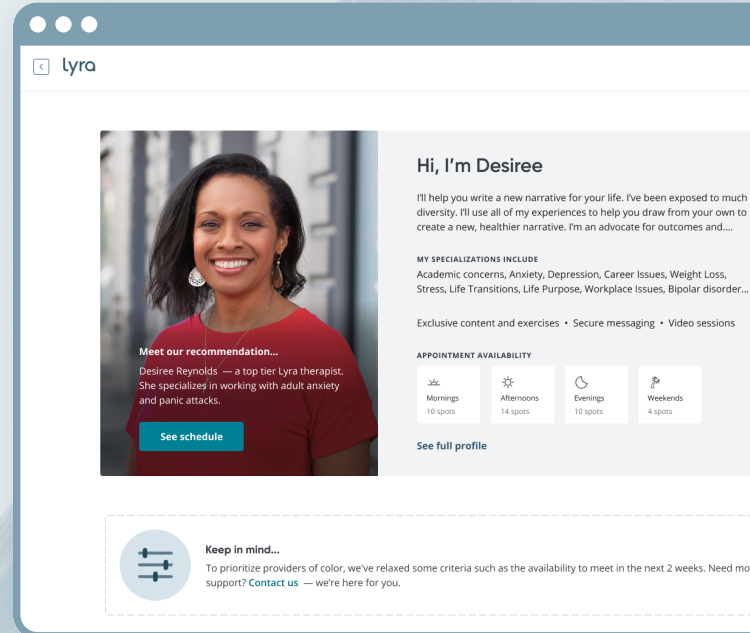 lyra
Hi, I'm Desiree
I'll help you write a new narrative for your life. I've been exposed to much
diversity. I'll use all of my experiences to help you draw from your own to
create a new, healthier narrative. I'm an advocate for outcomes and....
MY SPECIALIZATIONS INCLUDE
Academic concerns, Anxiety, Depression, Career Issues, Weight Loss,
Stress, Life Transitions, Life Purpose, Workplace Issues, Bipolar disorder...
Exclusive content and exercises • Secure messaging • Video sessions
APPOINTMENT AVAILABILITY
Mornings
10 spots
Afternoons
14 spots
Evenings
10 spots
Weekends
4 spots
See full profile
Meet our recommendation...
Desiree Reynolds — a top tier Lyra therapist.
She specializes in working with adult anxiety
and panic attacks.
See schedule
Keep in mind...
To prioritize providers of color, we've relaxed some criteria such as the availability to meet in the next 2 weeks. Need mo
support? Contact us — we're here for you.